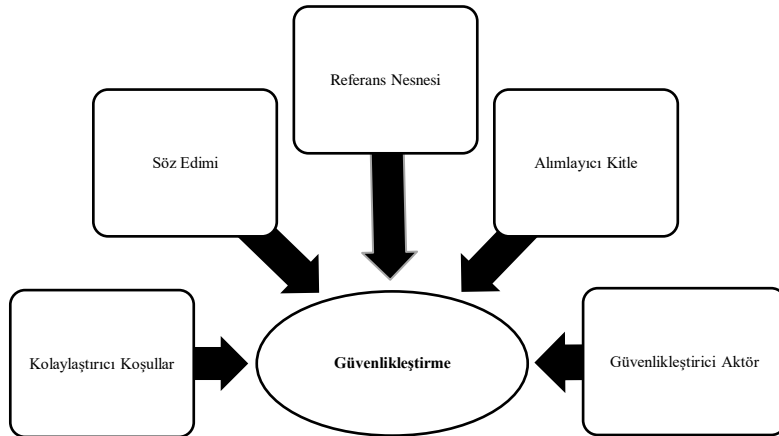 Referans Nesnesi
Söz Edimi
Alımlayıcı Kitle
Kolaylaştırıcı Koşullar
Güvenlikleştirme
Güvenlikleştirici Aktör